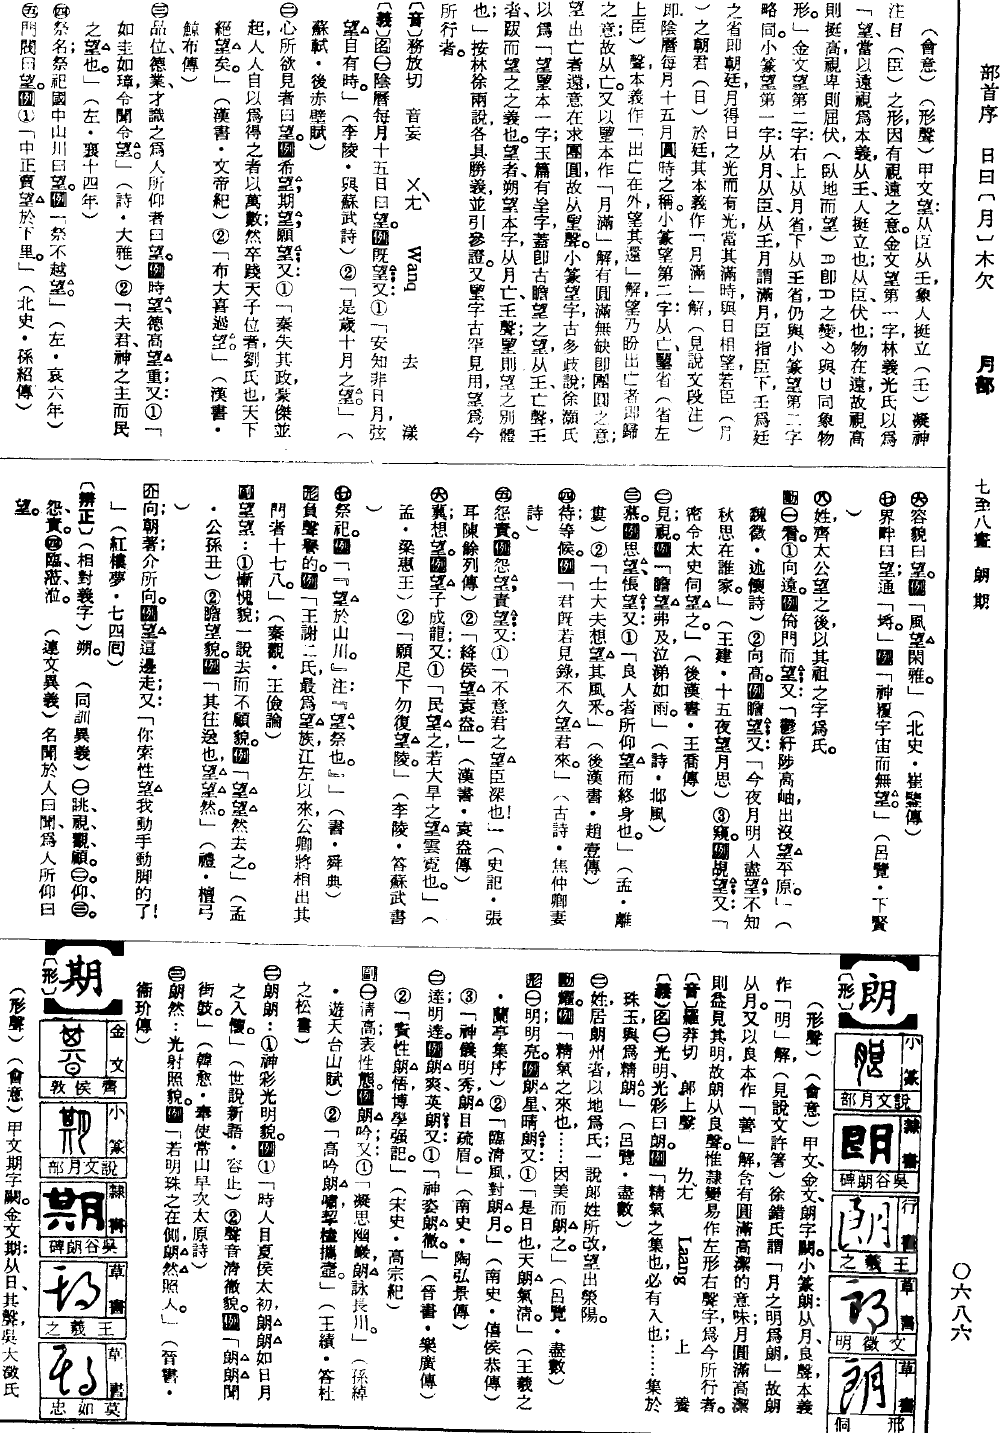 部首序　日曰〔月〕木欠　月部　七至八畫　朗期　〇六八六
（會意）（形聲）甲文望：从臣从壬象人挺立（壬）凝神
注目（臣）之形因有視遠之意。金文望第一字林義光氏以爲
「望當以遠視爲本義从壬人挺立也；从臣伏也；物在遠故視高
則挺高視卑則屈伏（臥地而望）
形。」金文望第二字右上从月省下从壬省仍與小篆望第二字
略同。小篆望第一字：从月、从臣、从壬月謂滿月臣指臣下，壬爲廷
之省即朝廷，月得日之光而有光當其滿時與日相望若臣（月
）之朝君（日）於廷。其本義作「月滿」解，（見說文段注）
即陰曆每月十五月圓時之稱。小篆望第二字：从亡，朢省（省左
上臣）聲本義作「出亡在外望其還」解，望乃盼出亡者即歸
之意，故从亡。又以朢本作「月滿」解，有圓滿無缺即團圓之意；
望出亡者還意在求團圓故从朢聲。小篆望字古多歧說：徐灝氏
以爲「望朢本一字；玉篇有𦣠字蓋即古瞻望之望从壬亡聲，壬
者跂而望之之義也。望者朔望本字从月亡壬聲；朢則望之別體
也。」按林徐兩說各具勝義並引參證。又朢字古罕見用，望爲今
所行者。
〔音〕務放切　音妄　ㄨㄤˋ　Wang　去　漾
〔義〕名㊀陰曆每月十五日曰望。例既望；又：①「安知非日月弦
望自有時。」（李陵・與蘇武詩）②「是歲十月之望。」（
蘇軾・後赤壁賦）
㊁心所欲見者曰望。例希望；期望；願望；又：①「秦失其政豪傑並
起人人自以爲得之者以萬數，然卒踐天子位者劉氏也，天下
絕望矣。」（漢書・文帝紀）②「布大喜過望。」（漢書・
鯨布傳）
㊂品位、德業、才識之爲人所仰者曰望。例時望；德高望重；又：①「
如圭如璋，令聞令望。」（詩・大雅）②「夫君，神之主而民
之望也。」（左・襄十四年）
㊃祭名，祭祀國中山川曰望。例「祭不越望。」（左・哀六年）
㊄門閥曰望。例①「中正賣望於下里。」（北史・孫紹傳）
㊅容貌曰望。例「風望閑雅。」（北史・崔鑒傳）
㊆界畔曰望，通「𡊄」例「神覆宇宙而無望。」（呂覽・下賢
）
㊇姓，齊太公望之後，以其祖之字爲氏。
動㊀看。①向遠。例倚門而望；又：「鬱紆陟高岫出沒望平原。」（
魏徵・述懷詩）②向高。例瞻望；又：「今夜月明人盡望，不知
秋思在誰家。」（王建・十五夜望月思）③窺。例覘望；又：「
密令太史伺望之。」（後漢書・王喬傳）
㊁見，視。例「瞻望弗及，泣涕如雨。」（詩・邶風）
㊂慕。例思望；悵望；又：①「良人者，所仰望而終身也。」（孟・離
婁）②「士大夫想望其風采。」（後漢書・趙壹傳）
㊃待，等候。例「君既若見錄，不久望君來。」（古詩・焦仲卿妻
詩）
㊄怨，責。例怨望；責望；又：①「不意君之望臣深也！」（史記・張
耳陳餘列傳）②「絳侯望袁盎。」（漢書・袁盎傳）
㊅冀，想望。例望子成龍；又：①「民望之，若大旱之望雲霓也。」（
孟・梁惠王）②「願足下勿復望陵。」（李陵・答蘇武書
）
㊆祭祀。例「『望於山川。』注：『望，祭也。』」（書・舜典）
形負聲譽的。例「王謝二氏最爲望族，江左以來公卿將相出其
門者十七八。」（秦觀・王儉論）
副望望：①慚愧貌，一說去而不顧貌。例「望望然去之。」（孟
・公孫丑）②瞻望貌。例「其往送也，望望然。」（禮・檀弓
）
介向，朝著，介所向。例望這邊走；又「你索性望我動手動脚的了！
」（紅樓夢・七四囘）
〔辨正〕（相對義字）朔。　（同訓異義）㊀眺、視、觀、顧。㊁仰。㊂
怨、責。㊃臨、莅、涖。　（連文異義）名聞於人曰聞，爲人所仰曰
望。
朗
〔形〕
小篆　說文月部
隸書　吳谷朗碑
行書　王羲之
草書　文徵明
草書　邢侗
（形聲）（會意）甲文、金文朗字闕。小篆朗：从月，良聲，本義
作「明」解，（見說文許箸）徐鍇氏謂「月之明爲朗」故朗
从月。又以良本作「善」解，含有圓滿高潔的意味，月圓滿高潔
則益見其明，故朗从良聲。惟隸變易作左形右聲字，爲今所行者。
〔音〕羅莽切　郞上聲　ㄌㄤˇ　Laang　上　養
〔義〕名㊀光明，光彩曰朗。例「精氣之集也，必有入也；……集於
珠玉，與爲精朗。」（呂覽・盡數）
㊁姓，居朗州者以地爲氏，一說郎姓所改，望出滎陽。
動燿。例「精氣之來也，……因美而朗之。」（呂覽・盡數）
形㊀明，明亮。例朗星；晴朗；又：①「是日也，天朗氣清。」（王羲之
・蘭亭集序）②「臨清風，對朗月。」（南史・僖侯恭傳）
③「神儀明秀，朗目疏眉。」（南史・陶弘景傳）
㊁達，明達。例朗爽；英朗；又：①「神姿朗徹。」（晉書・樂廣傳）
②「賢性朗悟，博學强記。」（宋史・高宗紀）
副㊀清高，表性態。例朗吟；又①「凝思幽巖，朗詠長川。」（孫綽
・遊天台山賦）②「高吟朗嘯，挈榼攜壺。」（王績・答杜
之松書）
㊁朗朗：①神彩光明貌。例①「時人目夏侯太初，朗朗如日月
之入懷。」（世說新語・容止）②聲音清徹貌。例「朗朗聞
街鼓。」（韓愈・奉使常山早次太原詩）
㊂朗然：光射照貌。例「若明珠之在側，朗然照人。」（晉書・
衞玠傳）
期
〔形〕
金文　齊侯敦
小篆　說文月部
隸書　吳谷朗碑
草書　王羲之
草書　莫如忠
（形聲）（會意）甲文期字闕。金文期：从日、其聲，吳大澂氏